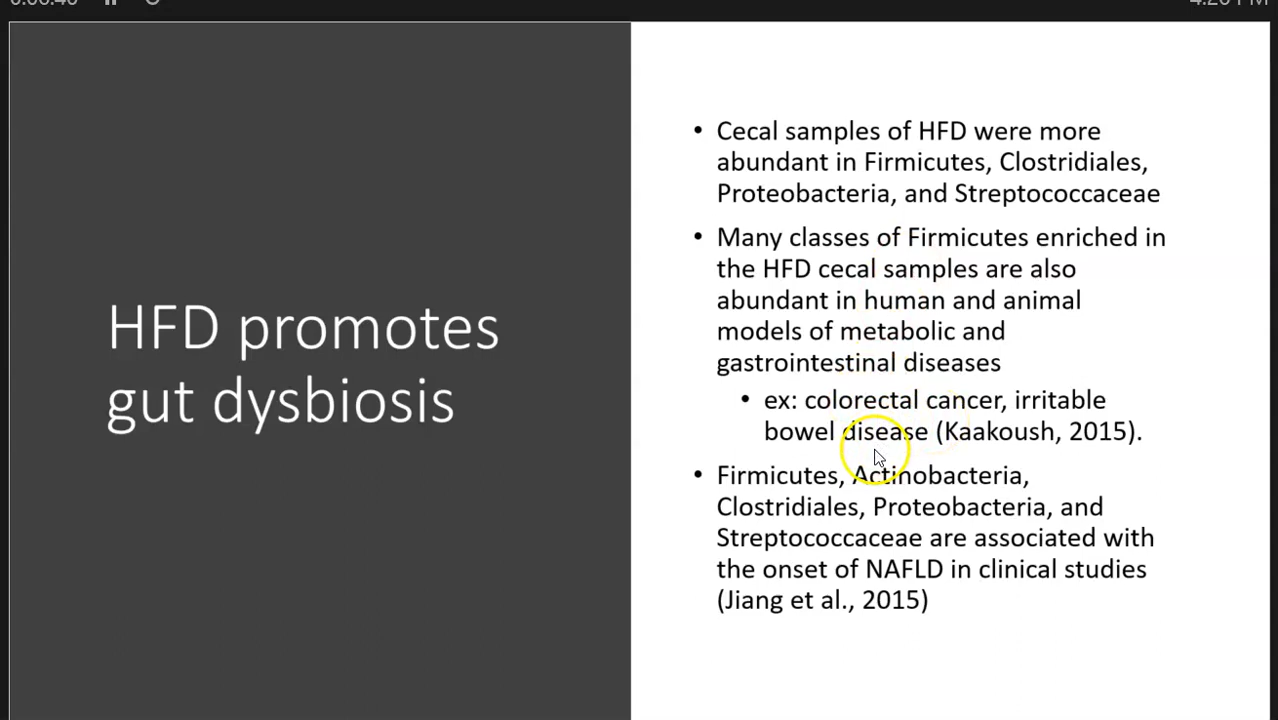 HFD promotes
gut dysbiosis
• Cecal samples of HFD were more
abundant in Firmicutes, Clostridiales,
Proteobacteria, and Streptococcaceae
• Many classes of Firmicutes enriched in
the HFD cecal samples are also
abundant in human and animal
models of metabolic and
gastrointestinal diseases
• ex: colorectal cancer, irritable
bowel disease (Kaakoush, 2015).
• Firmicutes, Actinobacteria,
Clostridiales, Proteobacteria, and
Streptococcaceae are associated with
the onset of NAFLD in clinical studies
(Jiang et al., 2015)